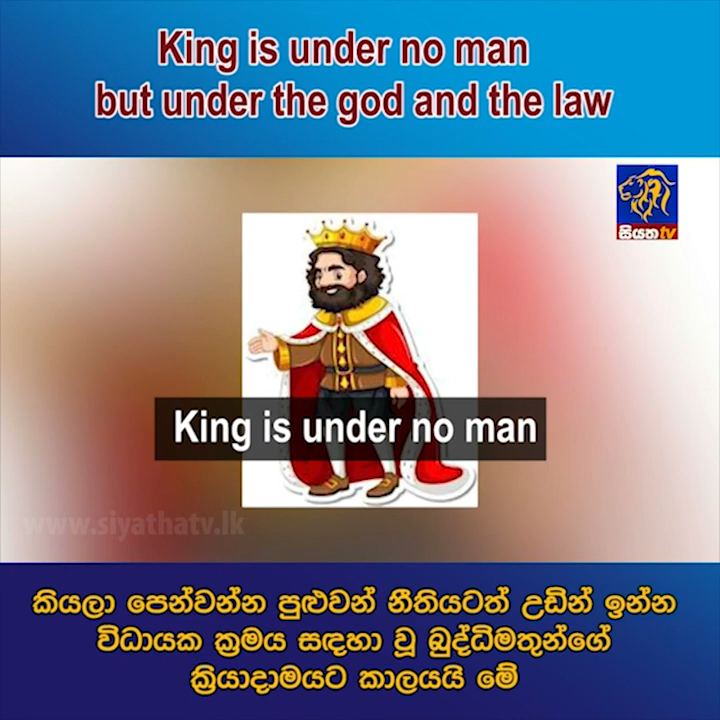 King is under no man
but under the god and the law
සියත tv
King is under no man
www.siyathatv.lk
කියලා පෙන්වන්න පුළුවන් නීතියටත් උඩින් ඉන්න
විධායක ක්‍රමය සඳහා වූ බුද්ධිමතුන්ගේ
ක්‍රියාදාමයට කාලයයි මේ